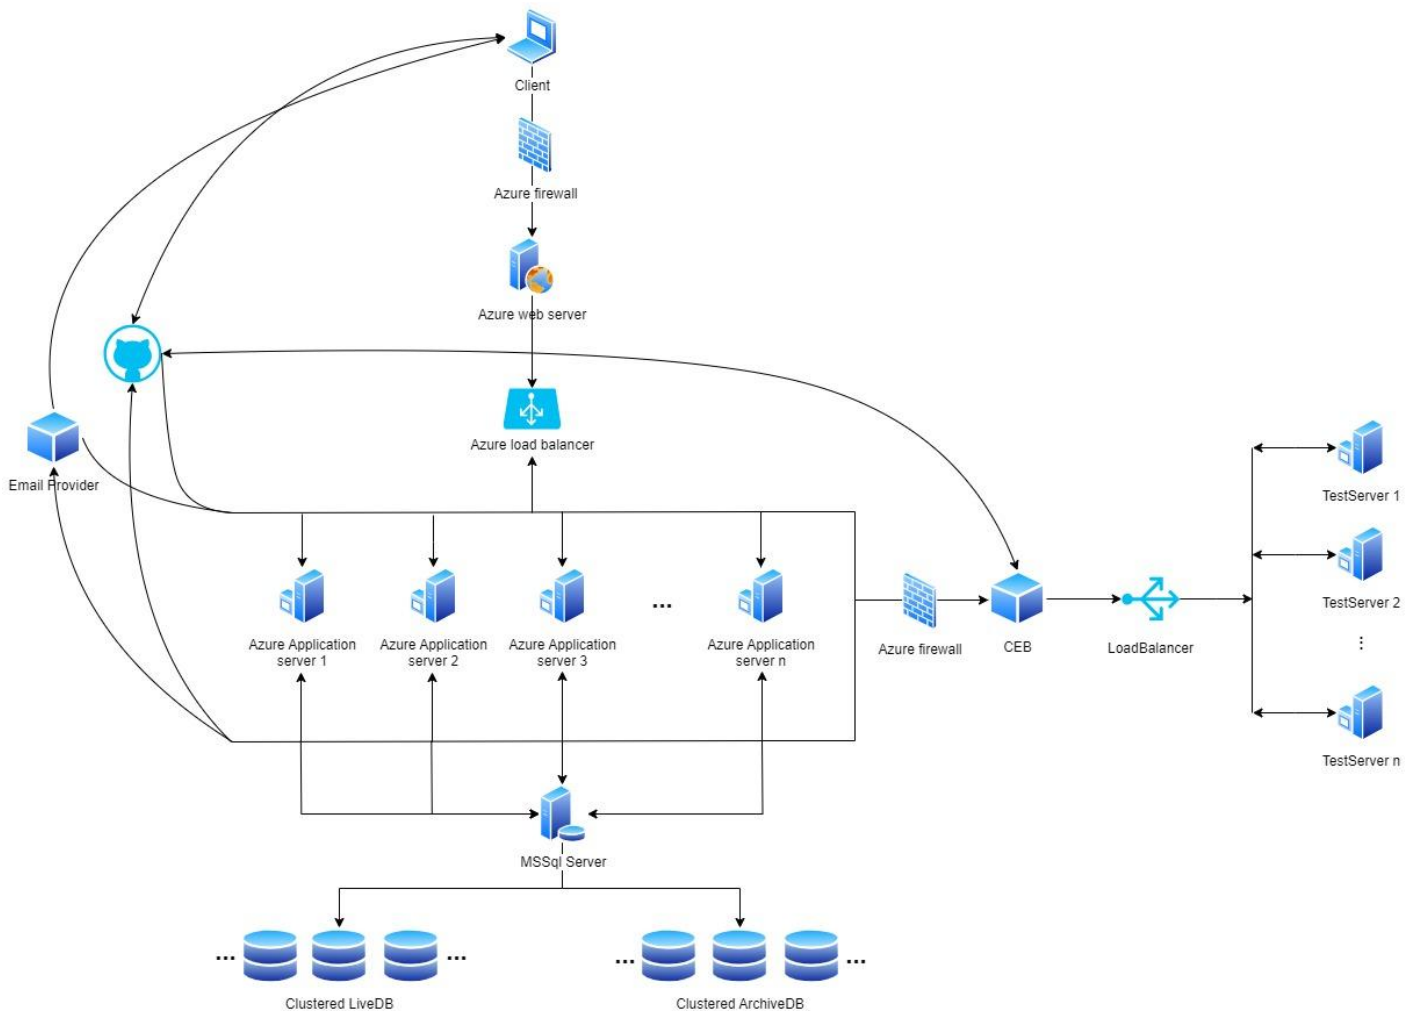 Client
Azure firewall
Azure web server
Azure load balancer
Email Provider
TestServer 1
TestServer 2
TestServer n
Azure Application
server 1
Azure Application
server 2
Azure Application
server 3
...
Azure Application
server n
Azure firewall
CEB
LoadBalancer
MSSql Server
... ...
Clustered LiveDB
... ...
Clustered ArchiveDB